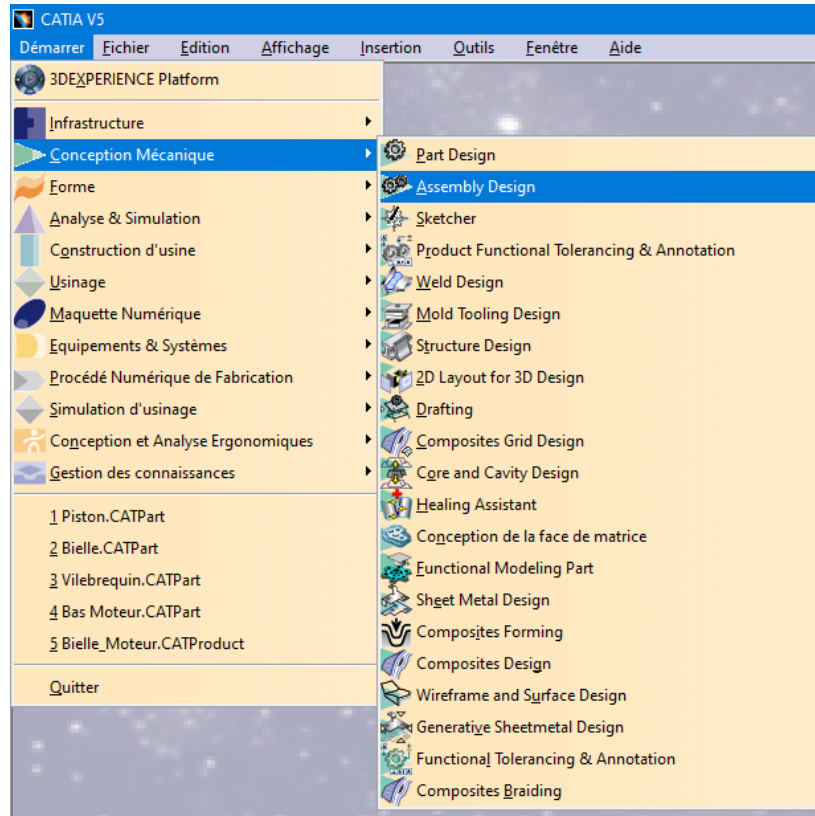 CATIA V5
Démarrer Fichier Edition Affichage Insertion Outils Fenêtre Aide
3DEXPERIENCE Platform
Infrastructure
Conception Mécanique
Forme
Analyse & Simulation
Construction d'usine
Usinage
Maquette Numérique
Equipements & Systèmes
Procédé Numérique de Fabrication
Simulation d'usinage
Conception et Analyse Ergonomiques
Gestion des connaissances
1 Piston.CATPart
2 Bielle.CATPart
3 Vilebrequin.CATPart
4 Bas Moteur.CATPart
5 Bielle_Moteur.CATProduct
Quitter
Part Design
Assembly Design
Sketcher
Product Functional Tolerancing & Annotation
Weld Design
Mold Tooling Design
Structure Design
2D Layout for 3D Design
Drafting
Composites Grid Design
Core and Cavity Design
Healing Assistant
Conception de la face de matrice
Functional Modeling Part
Sheet Metal Design
Composites Forming
Composites Design
Wireframe and Surface Design
Generative Sheetmetal Design
Functional Tolerancing & Annotation
Composites Braiding